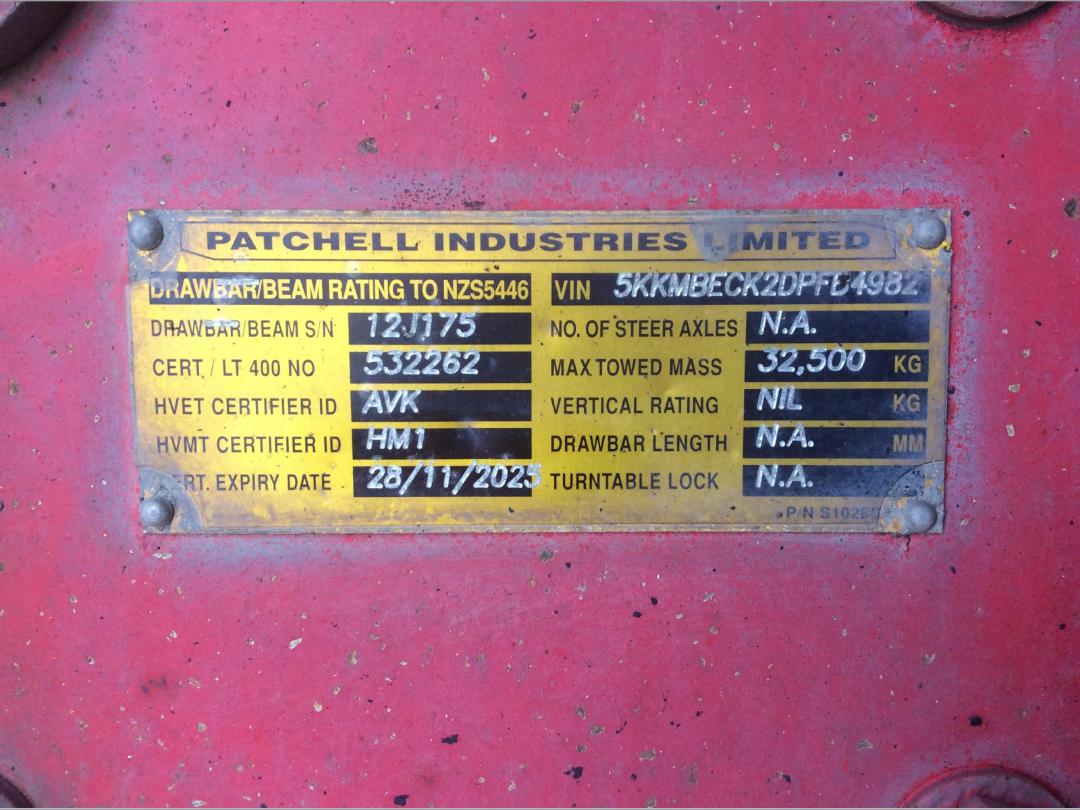 PATCHELL INDUSTRIES LIMITED
DRAWBAR/BEAM RATING TO NZS5446
DRAWBAR/BEAM S/N 12J175
CERT / LT 400 NO 532262
HVET CERTIFIER ID AVK
HVMT CERTIFIER ID HM1
CERT. EXPIRY DATE 28/11/2025
VIN
NO. OF STEER AXLES N.A.
MAX TOWED MASS 32,500 KG
VERTICAL RATING NIL KG
DRAWBAR LENGTH N.A. MM
TURNTABLE LOCK N.A.
P/N